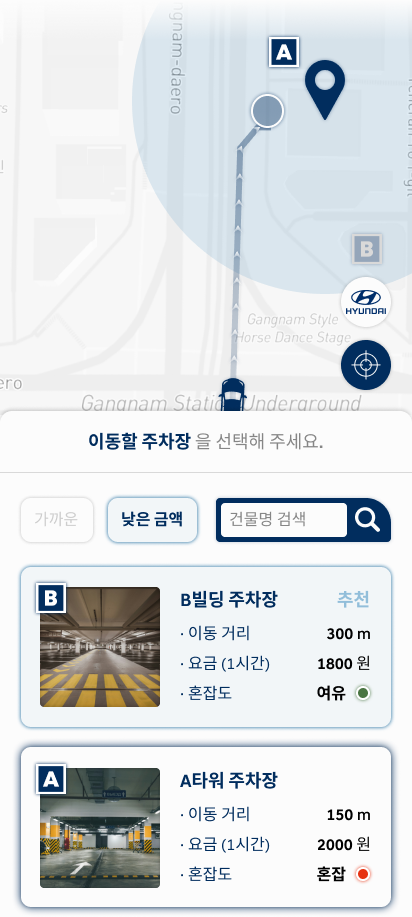 gnam-daero
A
B
HYUNDAI
Gangnam Style
Horse Dance Stage
ero
Gangnam Station Underground
이동할 주차장 을 선택해 주세요.
가까운
낮은 금액
건물명 검색
B
B빌딩 주차장
추천
· 이동 거리
300 m
· 요금 (1시간)
1800 원
· 혼잡도
여유
A
A타워 주차장
· 이동 거리
150 m
· 요금 (1시간)
2000 원
· 혼잡도
혼잡